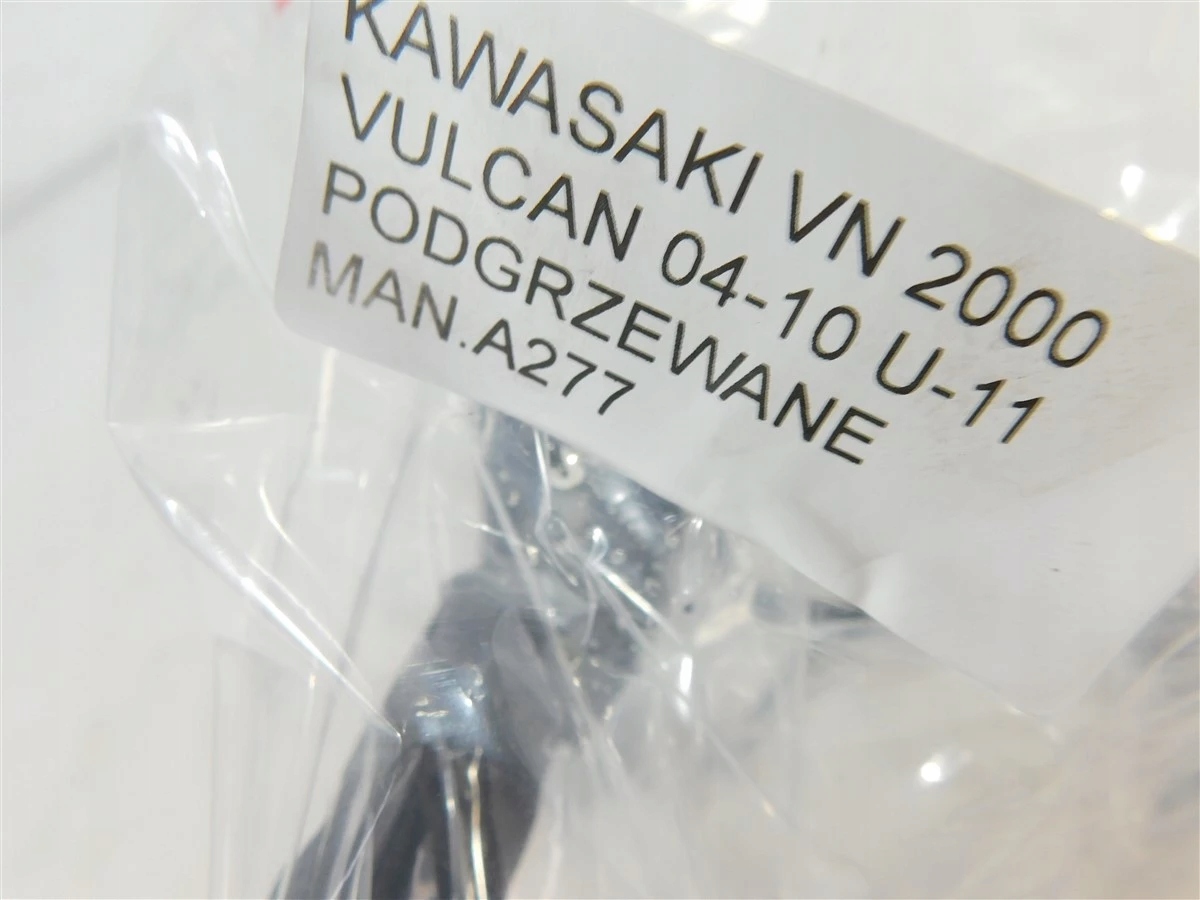 KAWASAKI VN 2000
VULCAN 04-10 U-11
PODGRZEWANE
MAN.A277